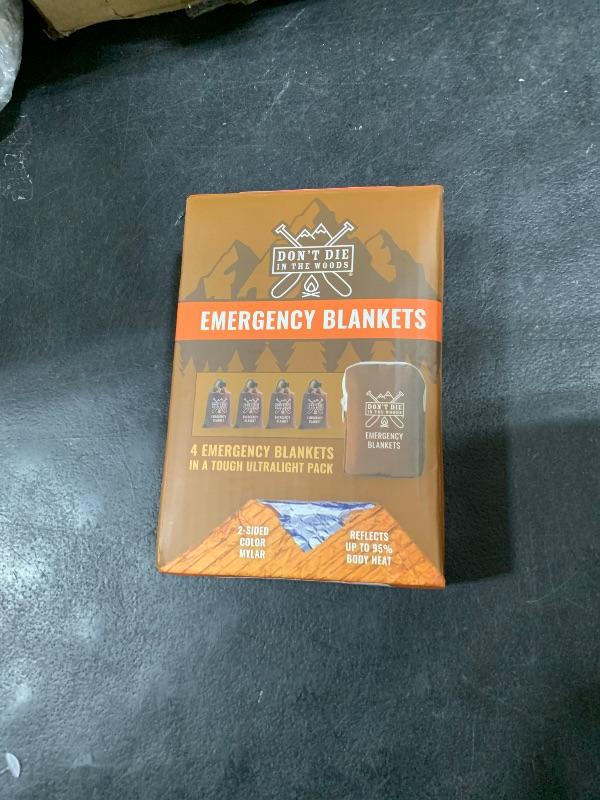 DON'T DIE
IN THE WOODS
EMERGENCY BLANKETS
DON'T DIE
IN THE WOODS
EMERGENCY
BLANKETS
4 EMERGENCY BLANKETS
IN A TOUGH ULTRALIGHT PACK
2-SIDED
COLOR
MYLAR
REFLECTS
UP TO 95%
BODY HEAT